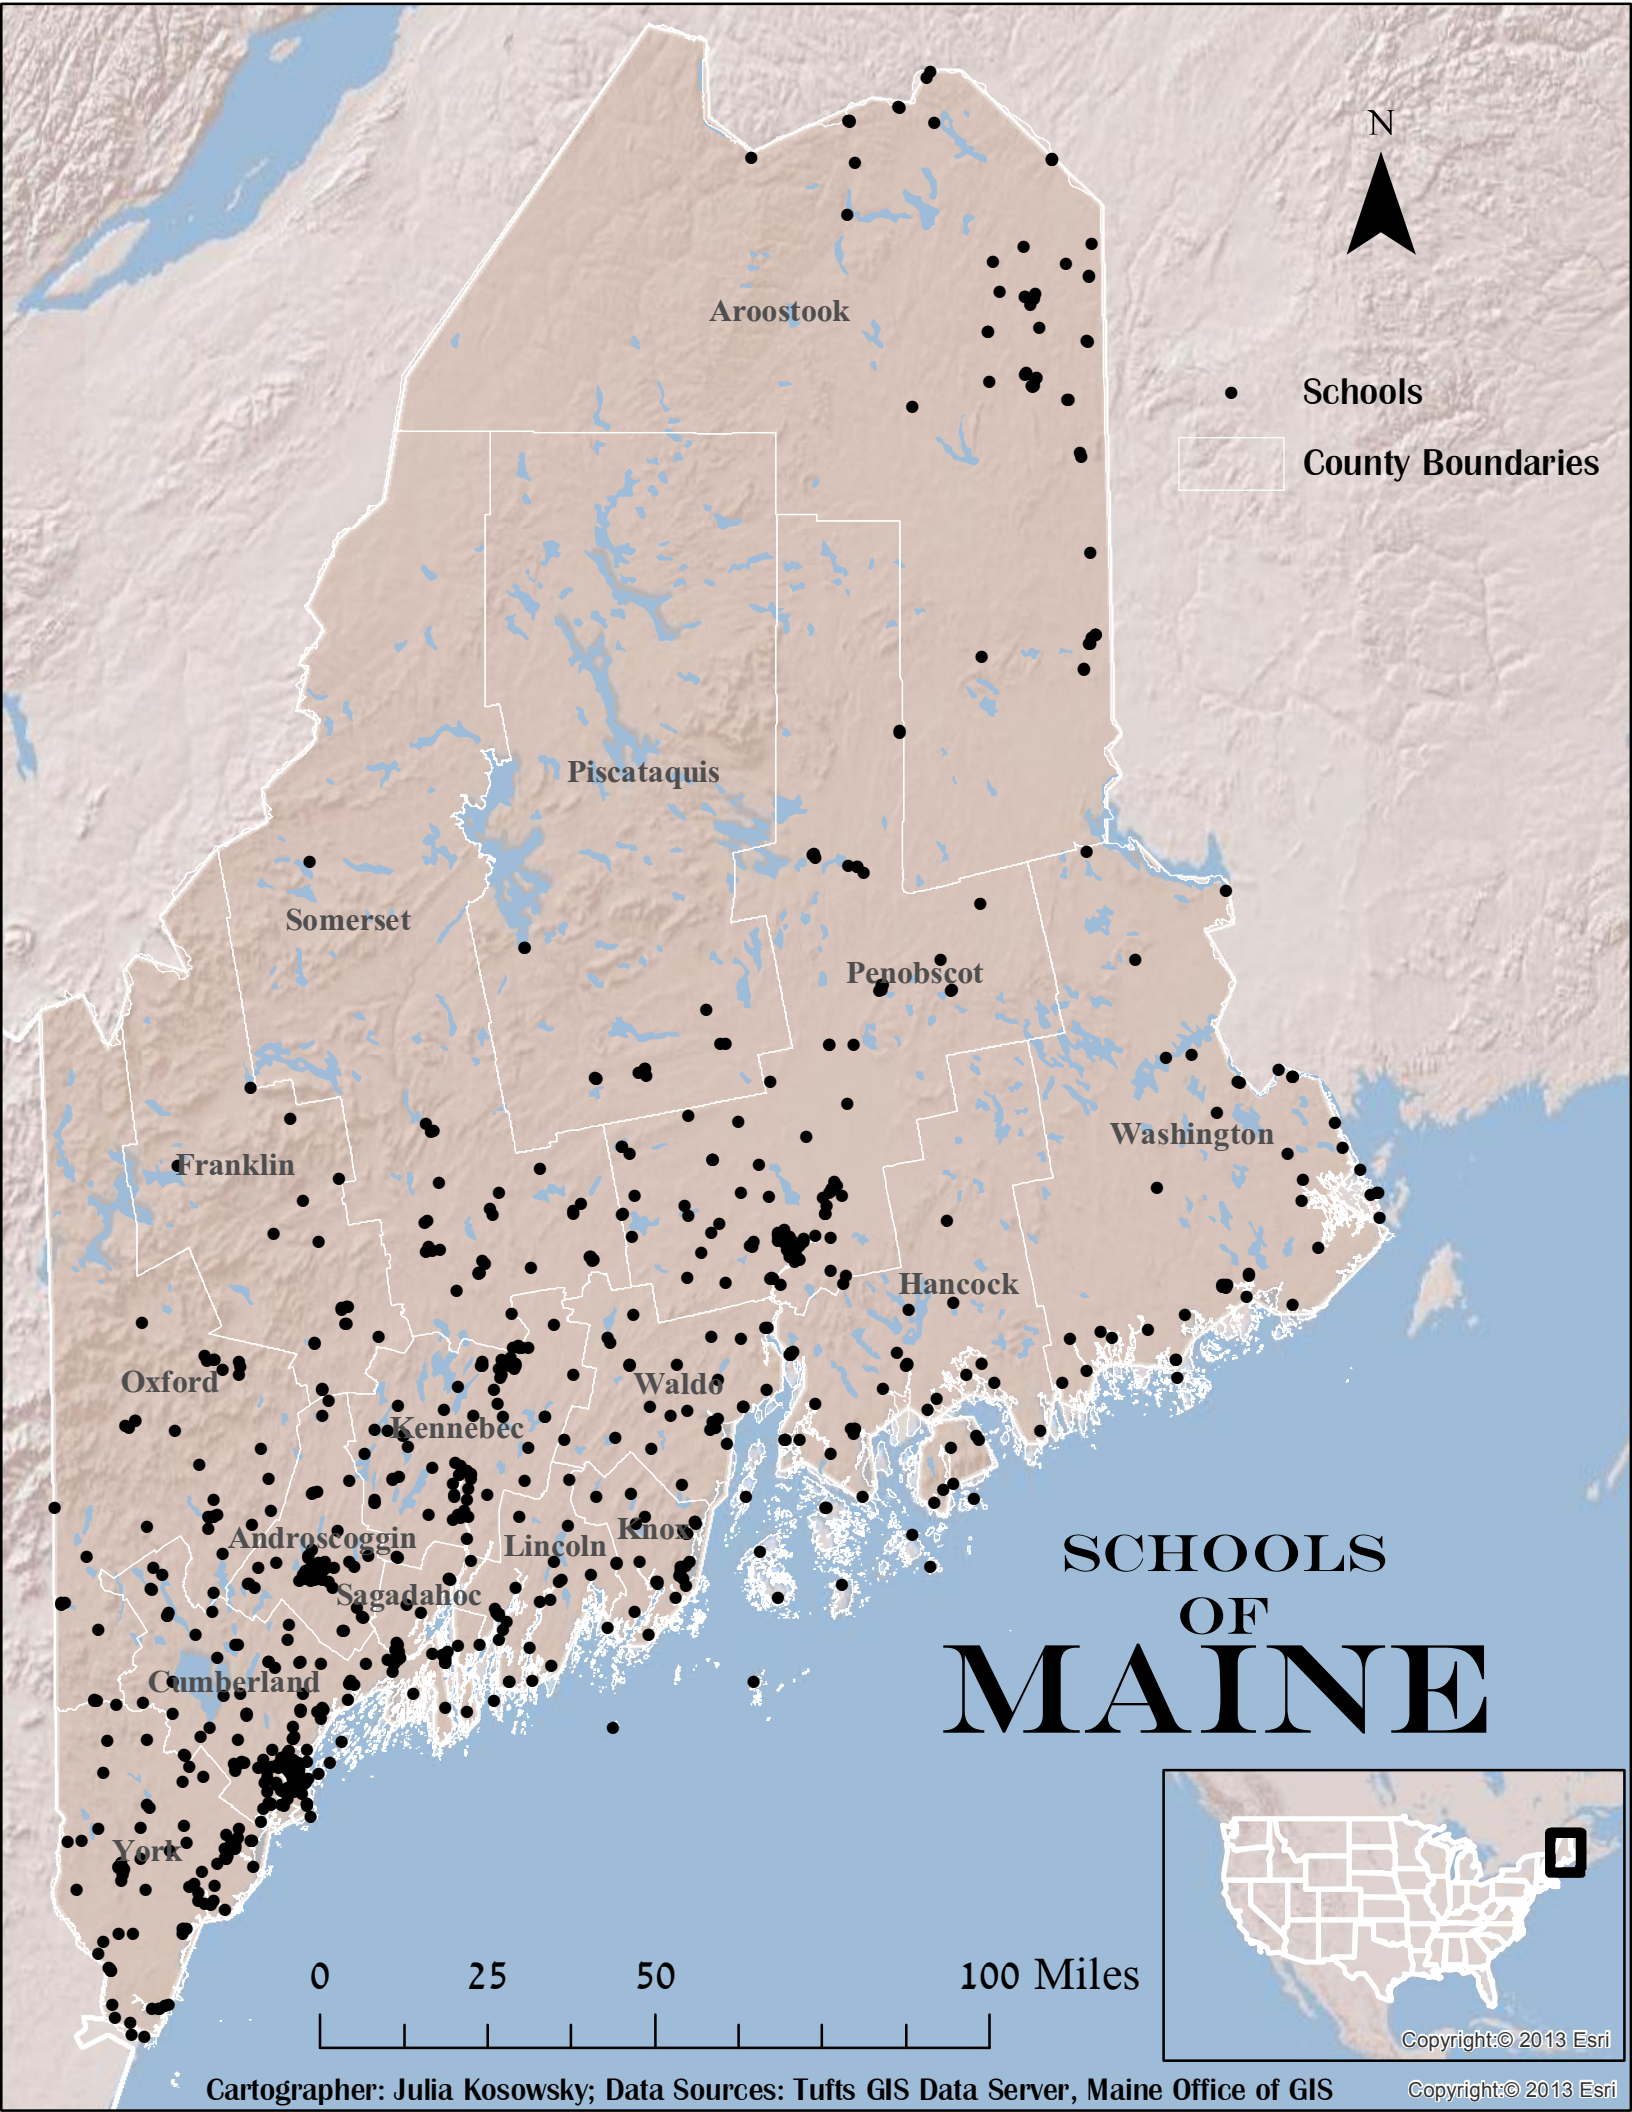 N
Aroostook
Schools
County Boundaries
Piscataquis
Somerset
Penobscot
Washington
Franklin
Hancock
Oxford
Waldo
Kennebec
Androscoggin
Lincoln
Knox
Sagadahoc
Cumberland
York
SCHOOLS
OF
MAINE
0 25 50 100 Miles
Copyright:© 2013 Esri
Cartographer: Julia Kosowsky; Data Sources: Tufts GIS Data Server, Maine Office of GIS
Copyright:© 2013 Esri